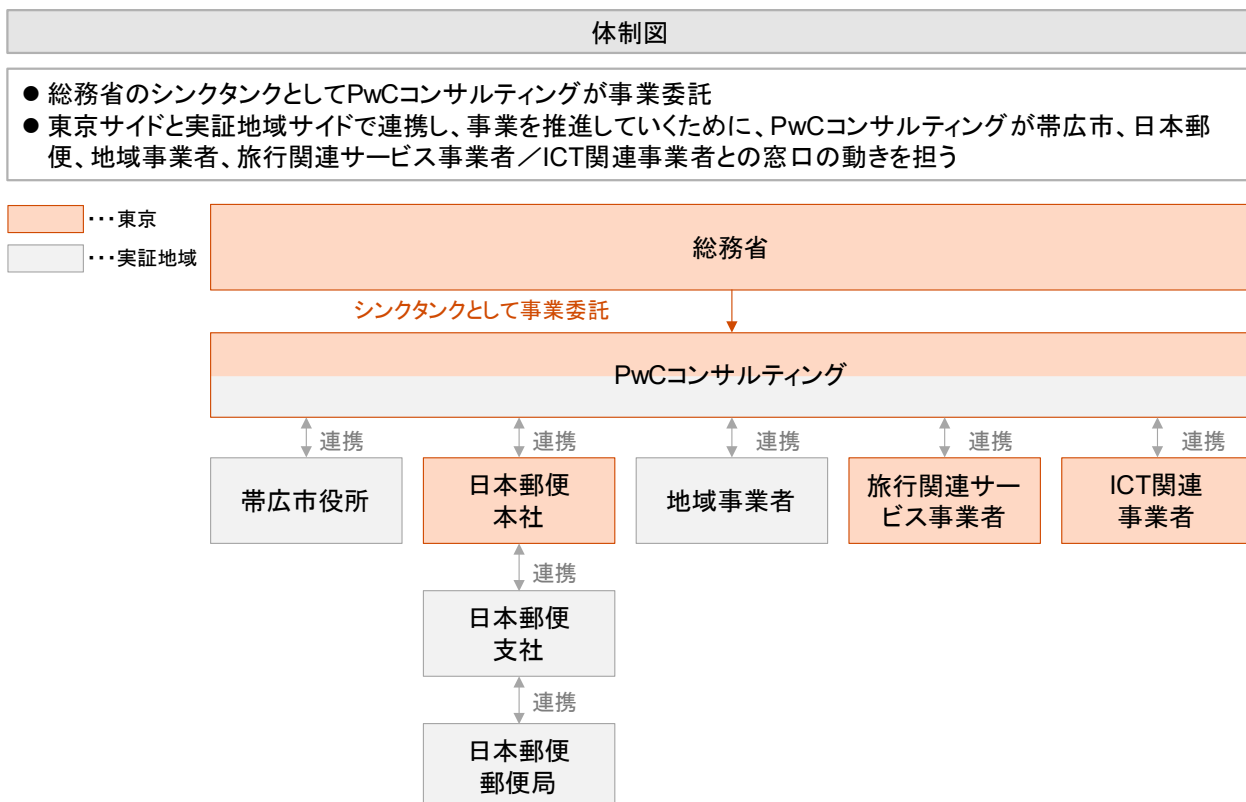 体制図
● 総務省のシンクタンクとしてPwCコンサルティングが事業委託
● 東京サイドと実証地域サイドで連携し、事業を推進していくために、PwCコンサルティングが帯広市、日本郵
便、地域事業者、旅行関連サービス事業者／ICT関連事業者との窓口の動きを担う
・・・東京
・・・実証地域
総務省
シンクタンクとして事業委託
PwCコンサルティング
連携
連携
連携
連携
連携
帯広市役所
日本郵便
本社
地域事業者
旅行関連サー
ビス事業者
ICT関連
事業者
連携
日本郵便
支社
連携
日本郵便
郵便局